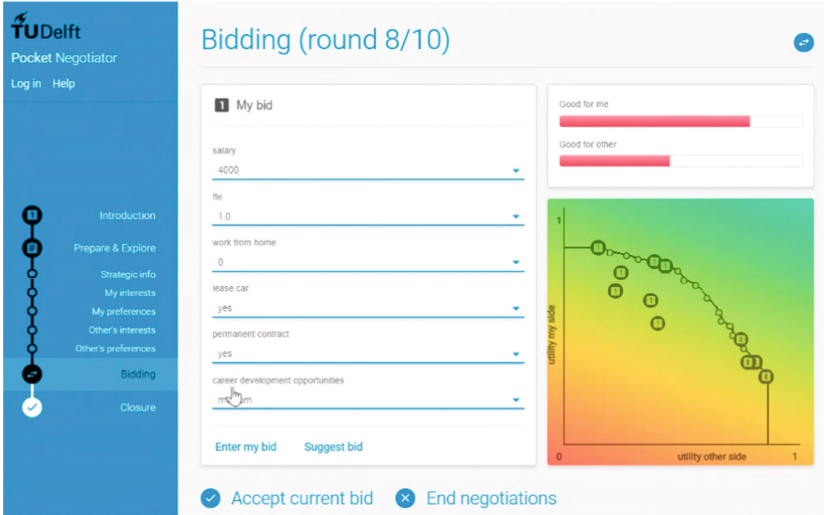 TUDelft
Pocket Negotiator
Log in Help
Introduction
Prepare & Explore
Strategic info
My interests
My preferences
Other's interests
Other's preferences
Bidding
Closure
Bidding (round 8/10)
1 My bid
salary
4000
fte
1.0
work from home
0
lease car
yes
permanent contract
yes
career development opportunities
Enter my bid Suggest bid
Accept current bid End negotiations
Good for me
Good for other
1
utility my side
0 utility other side 1